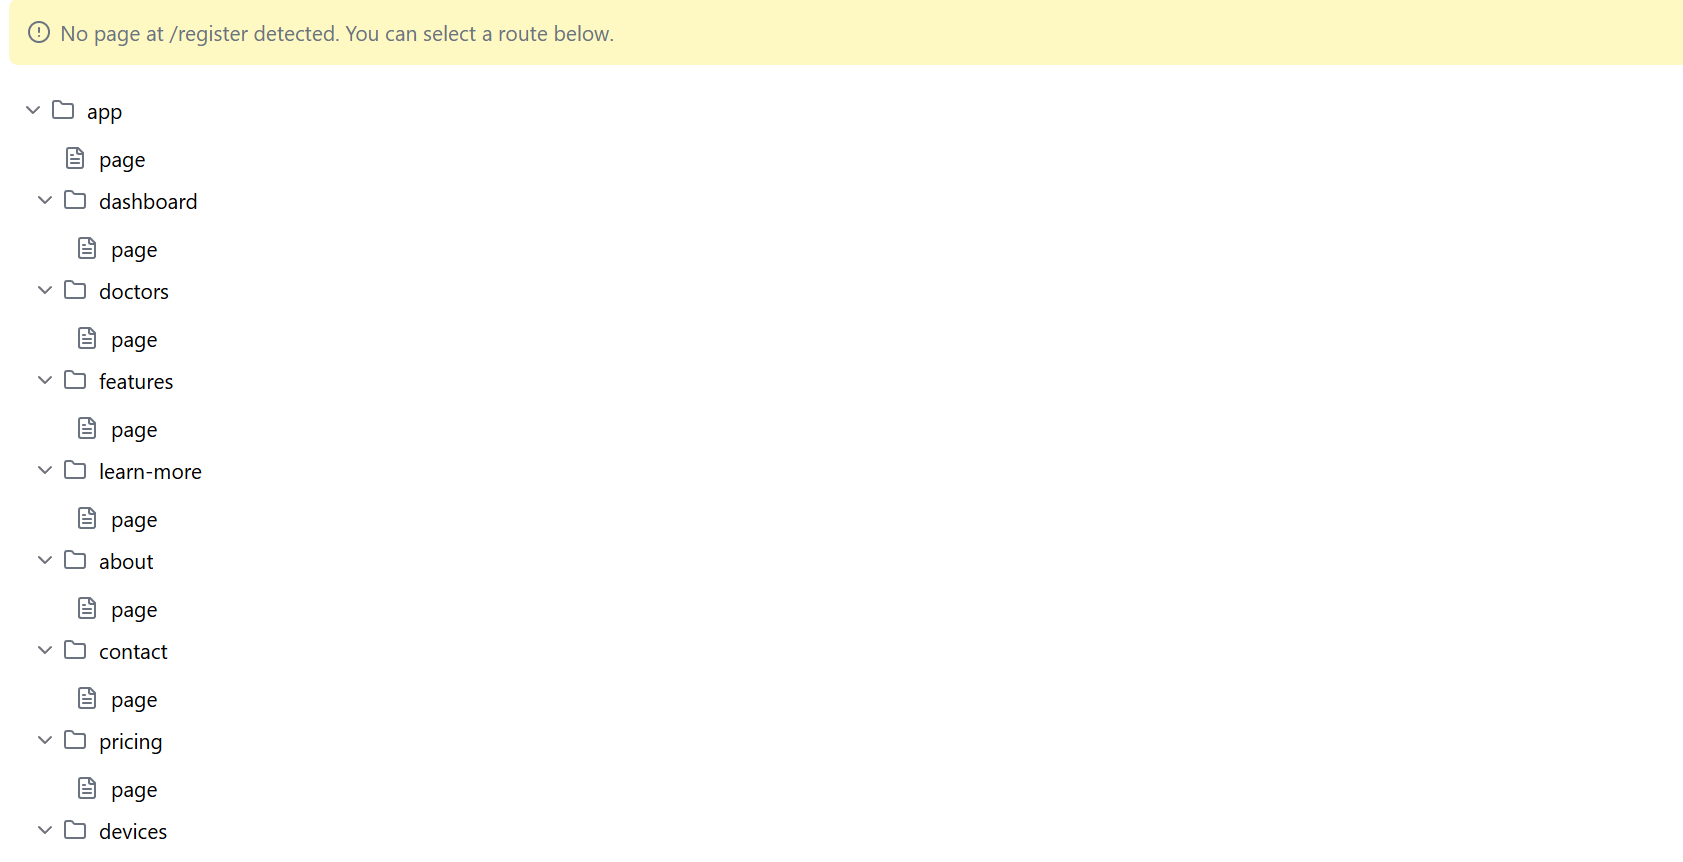 No page at /register detected. You can select a route below.
app
page
dashboard
page
doctors
page
features
page
learn-more
page
about
page
contact
page
pricing
page
devices